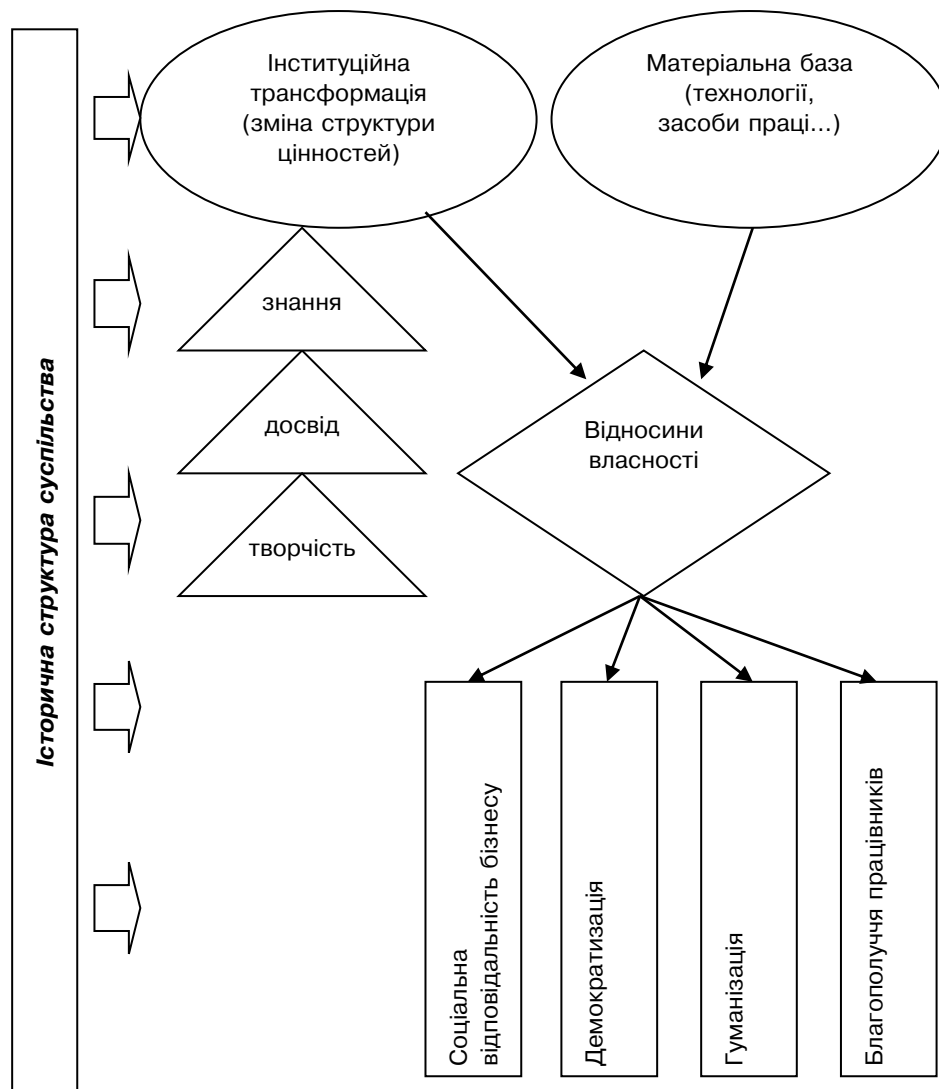 Історична структура суспільства
Інституційна
трансформація
(зміна структури
цінностей)
Матеріальна база
(технології,
засоби праці...)
знання
досвід
творчість
Відносини
власності
Соціальна
відповідальність бізнесу
Демократизація
Гуманізація
Благополуччя працівників